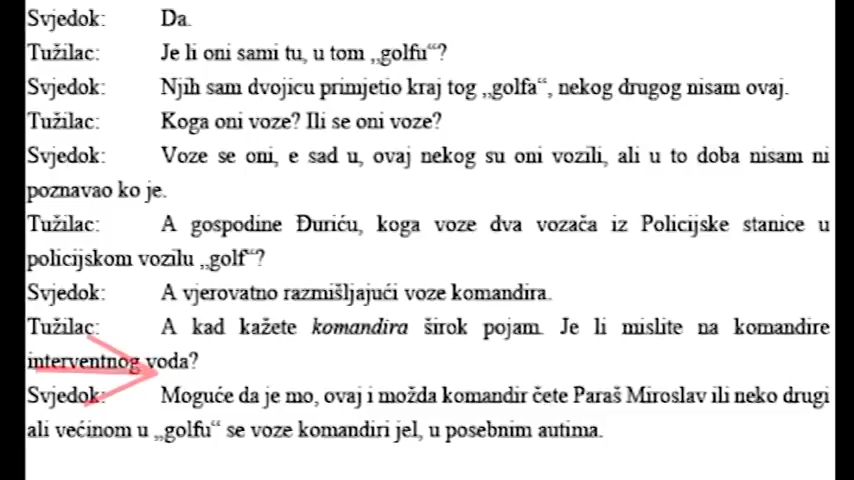 Svjedok: Da.
Tužilac: Je li oni sami tu, u tom „golfu“?
Svjedok: Njih sam dvojicu primjetio kraj tog „golfa“, nekog drugog nisam ovaj.
Tužilac: Koga oni voze? Ili se oni voze?
Svjedok: Voze se oni, e sad u, ovaj nekog su oni vozili, ali u to doba nisam ni
poznavao ko je.
Tužilac: A gospodine Đuriću, koga voze dva vozača iz Policijske stanice u
policijskom vozilu „golf“?
Svjedok: A vjerovatno razmišljajući voze komandira.
Tužilac: A kad kažete komandira širok pojam. Je li mislite na komandire
interventnog voda?
Svjedok: Moguće da je mo, ovaj i možda komandir čete Paraš Miroslav ili neko drugi
ali većinom u „golfu“ se voze komandiri jel, u posebnim autima.